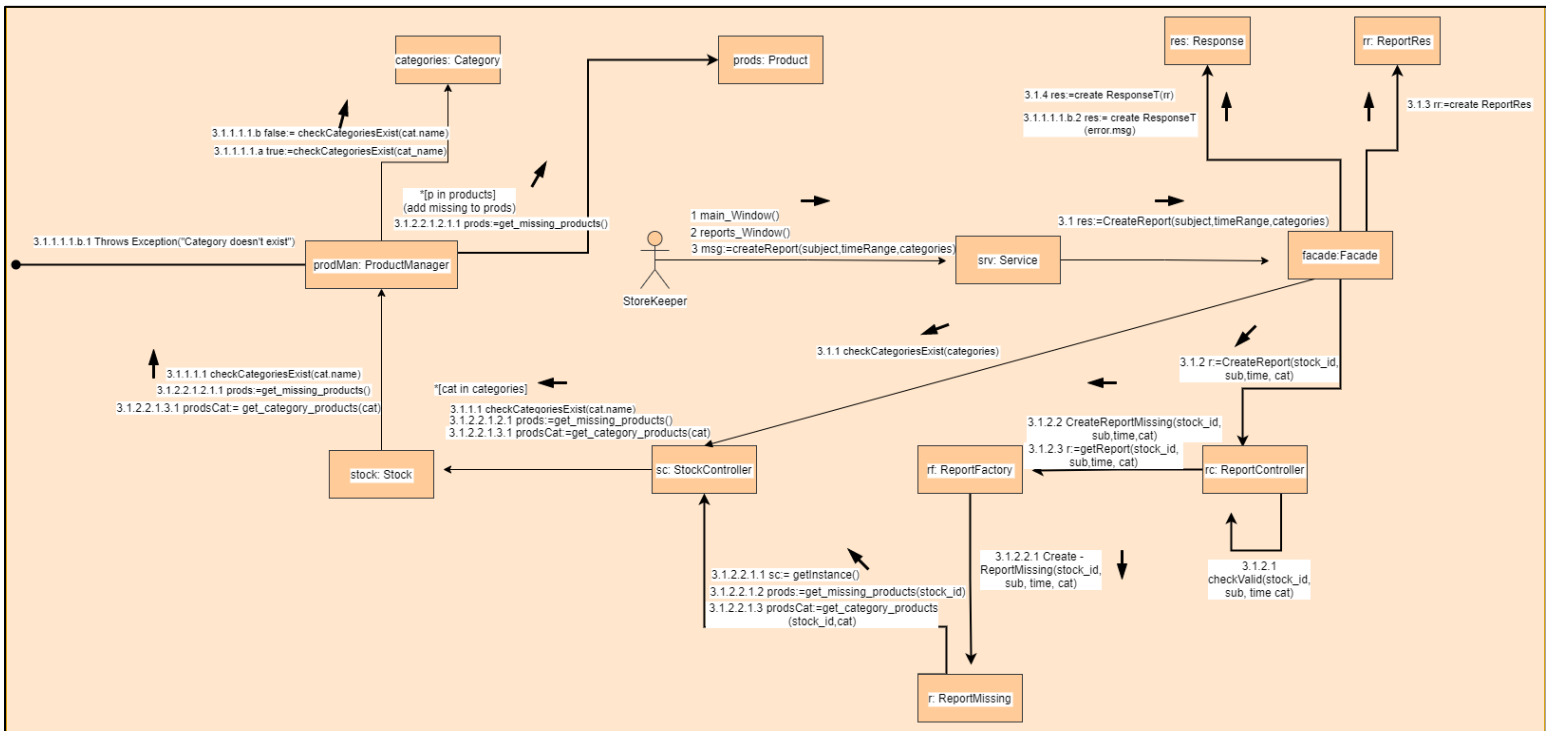 res: Response
rr: ReportRes
categories: Category
prods: Product
3.1.4 res:=create ResponseT(rr)
3.1.1.1.1.b.2 res:= create ResponseT
(error.msg)
3.1.3 rr:=create ReportRes
3.1.1.1.1.b false:= checkCategoriesExist(cat.name)
3.1.1.1.1.a true:=checkCategoriesExist(cat_name)
*[p in products]
(add missing to prods)
3.1.2.2.1.2.1.1 prods:=get_missing_products()
1 main_Window()
2 reports_Window()
3 msg:=createReport(subject,timeRange,categories)
3.1 res:=CreateReport(subject,timeRange,categories)
3.1.1.1.1.b.1 Throws Exception("Category doesn't exist")
prodMan: ProductManager
StoreKeeper
srv: Service
facade:Facade
3.1.1 checkCategoriesExist(categories)
3.1.2 r:=CreateReport(stock_id,
sub,time, cat)
3.1.1.1.1 checkCategoriesExist(cat.name)
3.1.2.2.1.2.1.1 prods:=get_missing_products()
3.1.2.2.1.3.1 prodsCat:= get_category_products(cat)
*[cat in categories]
3.1.1.1 checkCategoriesExist(cat.name)
3.1.2.2.1.2.1 prods:=get_missing_products()
3.1.2.2.1.3.1 prodsCat:=get_category_products(cat)
3.1.2.2 CreateReportMissing(stock_id,
sub,time,cat)
3.1.2.3 r:=getReport(stock_id,
sub,time, cat)
stock: Stock
sc: StockController
rf: ReportFactory
rc: ReportController
3.1.2.2.1 Create -
ReportMissing(stock_id,
sub, time, cat)
3.1.2.1
checkValid(stock_id,
sub, time cat)
3.1.2.2.1.1 sc:= getInstance()
3.1.2.2.1.2 prods:=get_missing_products(stock_id)
3.1.2.2.1.3 prodsCat:=get_category_products
(stock_id,cat)
r: ReportMissing